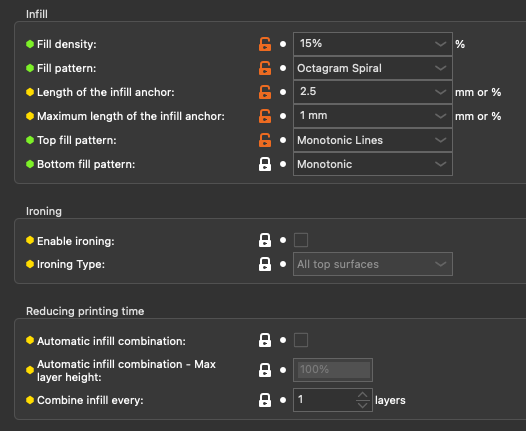 Infill
Fill density: 15% %
Fill pattern: Octagram Spiral
Length of the infill anchor: 2.5 mm or %
Maximum length of the infill anchor: 1 mm mm or %
Top fill pattern: Monotonic Lines
Bottom fill pattern: Monotonic
Ironing
Enable ironing:
Ironing Type: All top surfaces
Reducing printing time
Automatic infill combination:
Automatic infill combination - Max
layer height: 100%
Combine infill every: 1 layers